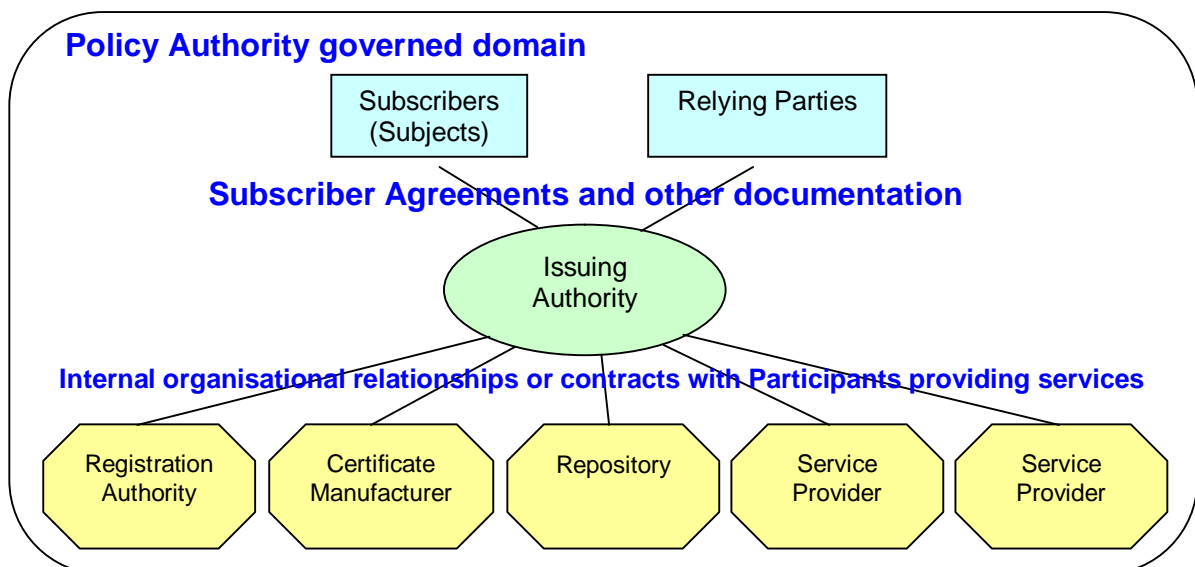 Policy Authority governed domain
Subscribers
(Subjects)
Relying Parties
Subscriber Agreements and other documentation
Issuing
Authority
Internal organisational relationships or contracts with Participants providing services
Registration
Authority
Certificate
Manufacturer
Repository
Service
Provider
Service
Provider